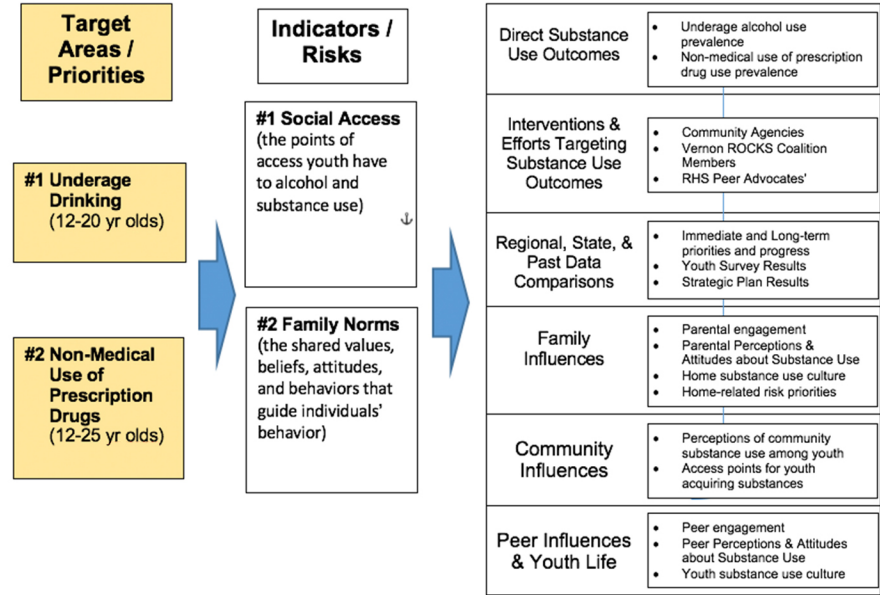 Target
Areas /
Priorities
#1 Underage
Drinking
(12-20 yr olds)
#2 Non-Medical
Use of
Prescription
Drugs
(12-25 yr olds)
Indicators /
Risks
#1 Social Access
(the points of
access youth have
to alcohol and
substance use)
#2 Family Norms
(the shared values,
beliefs, attitudes,
and behaviors that
guide individuals'
behavior)
Direct Substance
Use Outcomes
• Underage alcohol use
prevalence
• Non-medical use of prescription
drug use prevalence
Interventions &
Efforts Targeting
Substance Use
Outcomes
• Community Agencies
• Vernon ROCKS Coalition
Members
• RHS Peer Advocates'
Regional, State, &
Past Data
Comparisons
• Immediate and Long-term
priorities and progress
• Youth Survey Results
• Strategic Plan Results
Family
Influences
• Parental engagement
• Parental Perceptions &
Attitudes about Substance Use
• Home substance use culture
• Home-related risk priorities
Community
Influences
• Perceptions of community
substance use among youth
• Access points for youth
acquiring substances
Peer Influences
& Youth Life
• Peer engagement
• Peer Perceptions & Attitudes
about Substance Use
• Youth substance use culture